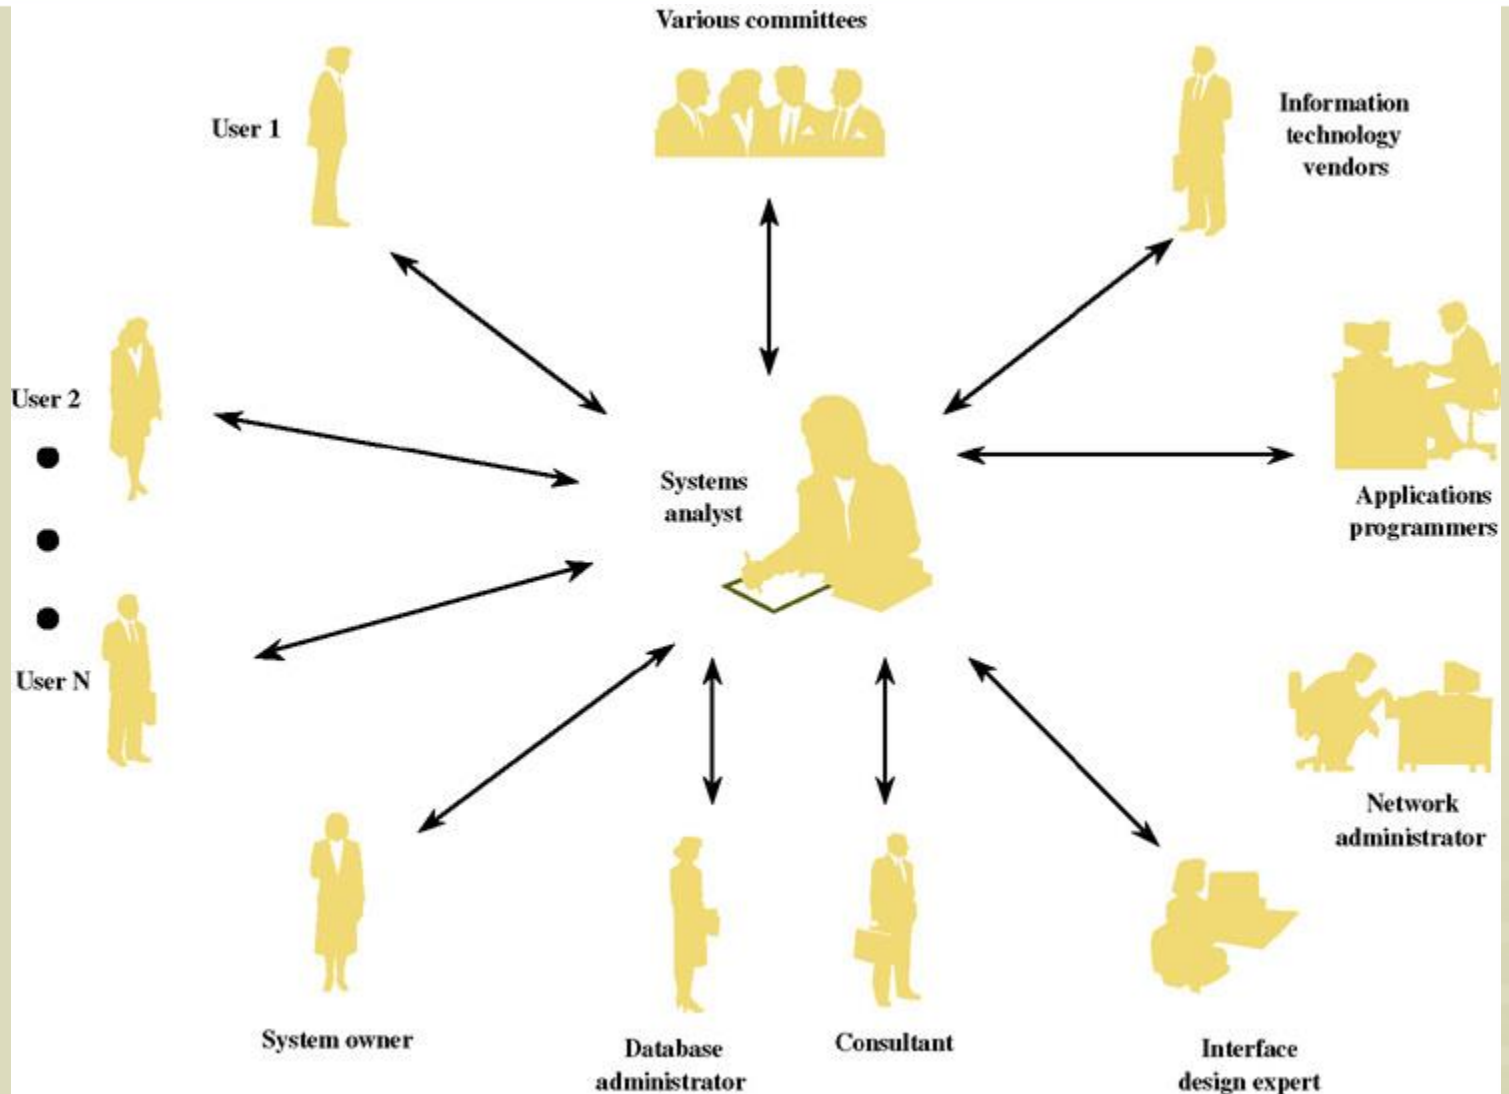 Various committees
User 1
Information
technology
vendors
User 2
Systems
analyst
Applications
programmers
User N
Network
administrator
System owner
Database
administrator
Consultant
Interface
design expert